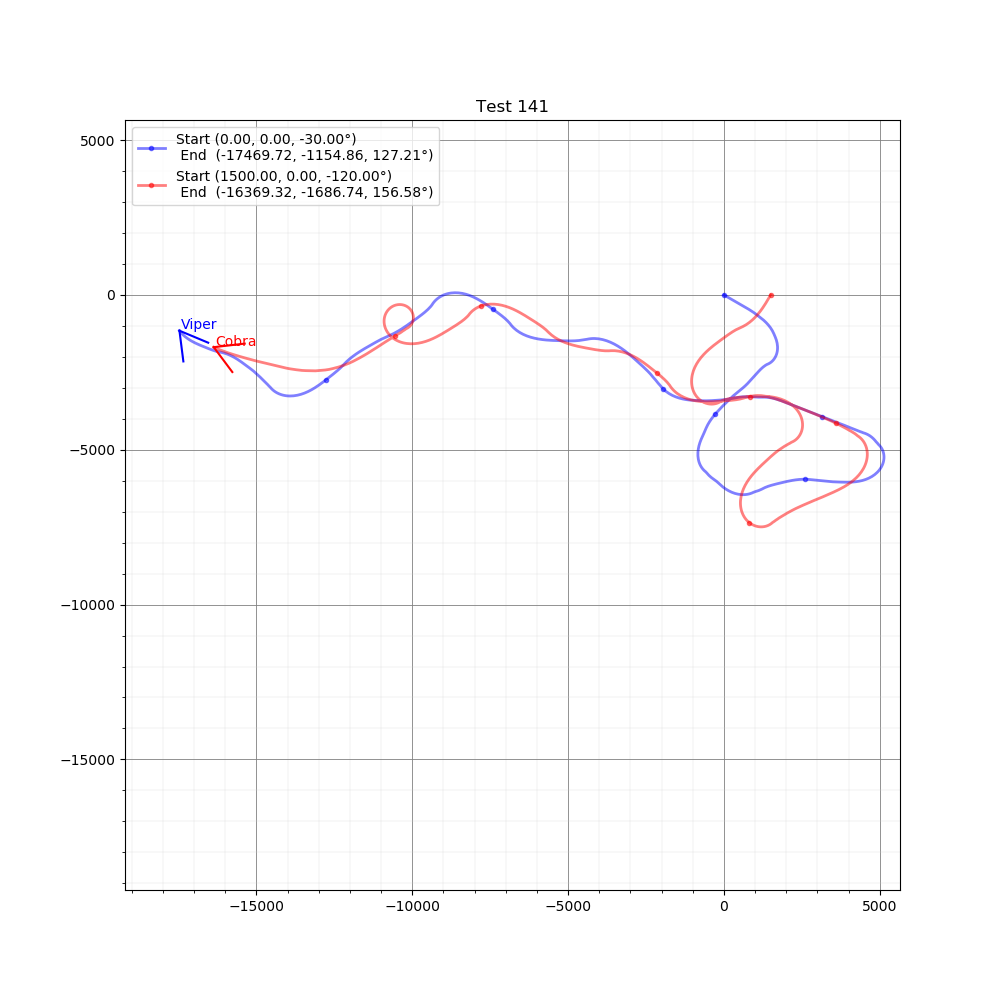 Test 141
Start (0.00, 0.00, -30.00°)
End  (-17469.72, -1154.86, 127.21°)
Start (1500.00, 0.00, -120.00°)
End  (-16369.32, -1686.74, 156.58°)
5000
0
−5000
−10000
−15000
Viper
Cobra
−15000
−10000
−5000
0
5000